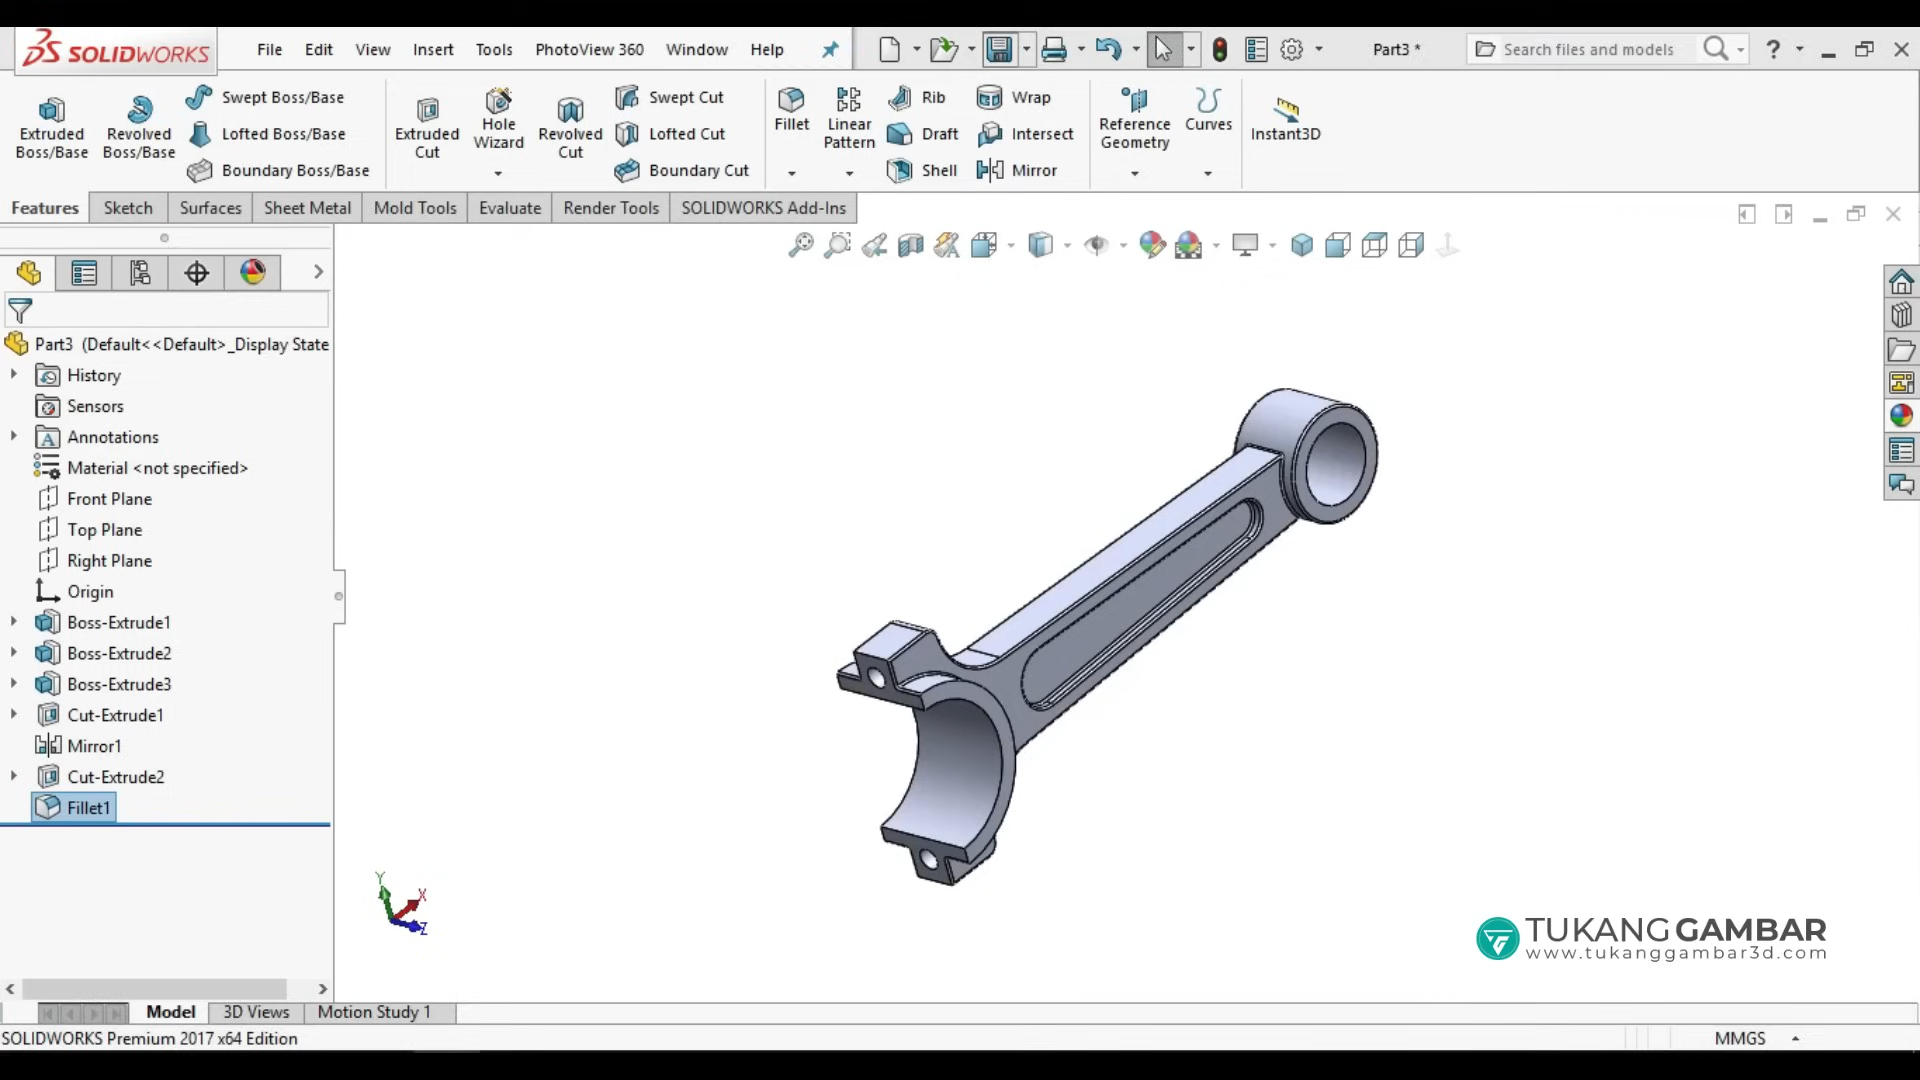 SOLIDWORKS File Edit View Insert Tools PhotoView 360 Window Help Part3 * Search files and models ?
Extruded Boss/Base
Revolved Boss/Base
Swept Boss/Base
Lofted Boss/Base
Boundary Boss/Base
Extruded Cut
Hole Wizard
Revolved Cut
Swept Cut
Lofted Cut
Boundary Cut
Fillet
Linear Pattern
Rib
Draft
Shell
Wrap
Intersect
Mirror
Reference Geometry
Curves
Instant3D
Features Sketch Surfaces Sheet Metal Mold Tools Evaluate Render Tools SOLIDWORKS Add-Ins
Part3 (Default<<Default>_Display State
History
Sensors
A Annotations
Material <not specified>
Front Plane
Top Plane
Right Plane
Origin
Boss-Extrude1
Boss-Extrude2
Boss-Extrude3
Cut-Extrude1
Mirror1
Cut-Extrude2
Fillet1
Y
X
Z
TUKANGGAMBAR
www.tukanggambar3d.com
Model 3D Views Motion Study 1
SOLIDWORKS Premium 2017 x64 Edition MMGS